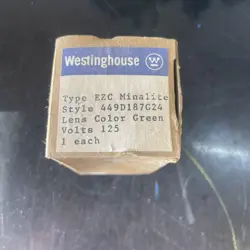 Westinghouse
Type EZC Minalite
Style 449D187G24
Lens Color Green
Volts 125
1 each